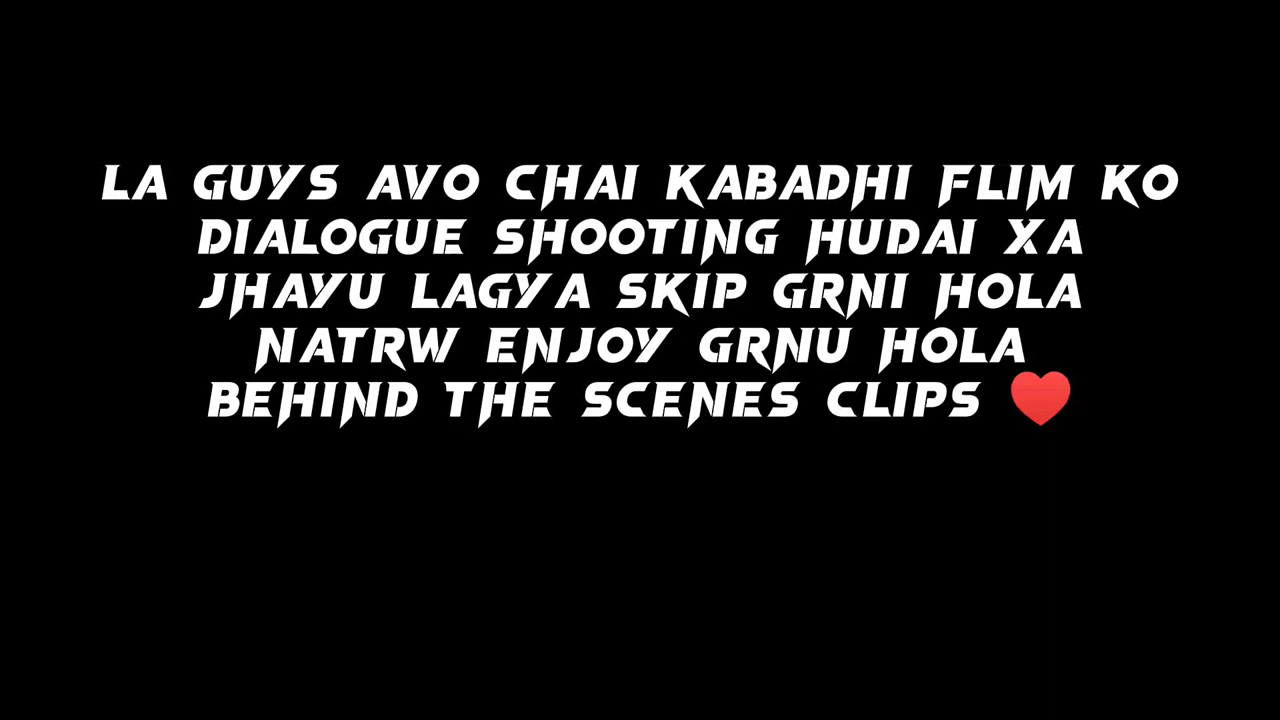 LA GUYS AVO CHAI KABADHI FLIM KO
DIALOGUE SHOOTING HUDAI XA
JHAYU LAGYA SKIP GRNI HOLA
NATRW ENJOY GRNU HOLA
BEHIND THE SCENES CLIPS ♥️